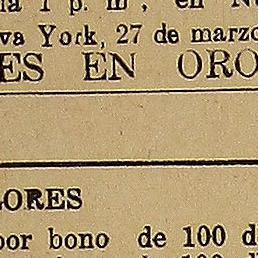 1 p. m., en N
va York, 27 de marzo
ES EN ORO
LORES
por bono de 100 d